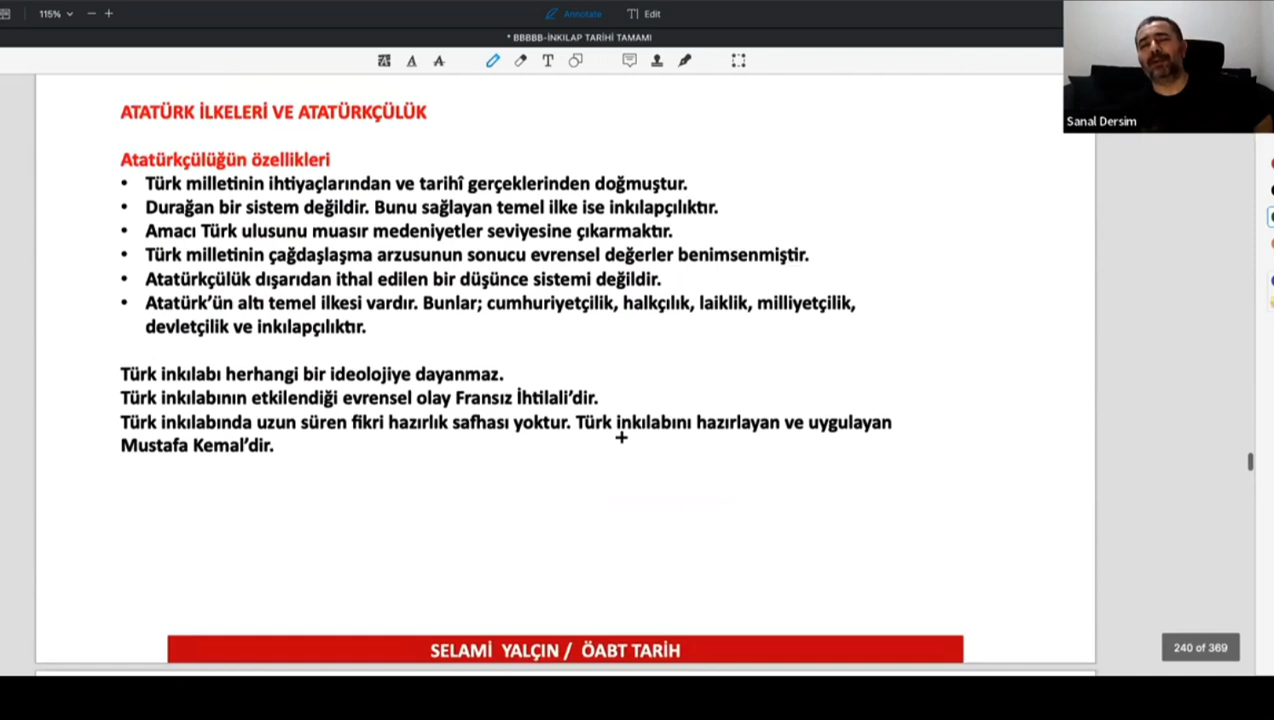 115%
Annotate
Edit
* BBBBB-İNKILAP TARİHİ TAMAMI
Sanal Dersim
ATATÜRK İLKELERİ VE ATATÜRKÇÜLÜK
Atatürkçülüğün özellikleri
• Türk milletinin ihtiyaçlarından ve tarihî gerçeklerinden doğmuştur.
• Durağan bir sistem değildir. Bunu sağlayan temel ilke ise inkılapçılıktır.
• Amacı Türk ulusunu muasır medeniyetler seviyesine çıkarmaktır.
• Türk milletinin çağdaşlaşma arzusunun sonucu evrensel değerler benimsenmiştir.
• Atatürkçülük dışarıdan ithal edilen bir düşünce sistemi değildir.
• Atatürk’ün altı temel ilkesi vardır. Bunlar; cumhuriyetçilik, halkçılık, laiklik, milliyetçilik,
devletçilik ve inkılapçılıktır.
Türk inkılabı herhangi bir ideolojiye dayanmaz.
Türk inkılabının etkilendiği evrensel olay Fransız İhtilali’dir.
Türk inkılabında uzun süren fikri hazırlık safhası yoktur. Türk inkılabını hazırlayan ve uygulayan
Mustafa Kemal’dir.
SELAMİ YALÇIN / ÖABT TARİH
240 of 369